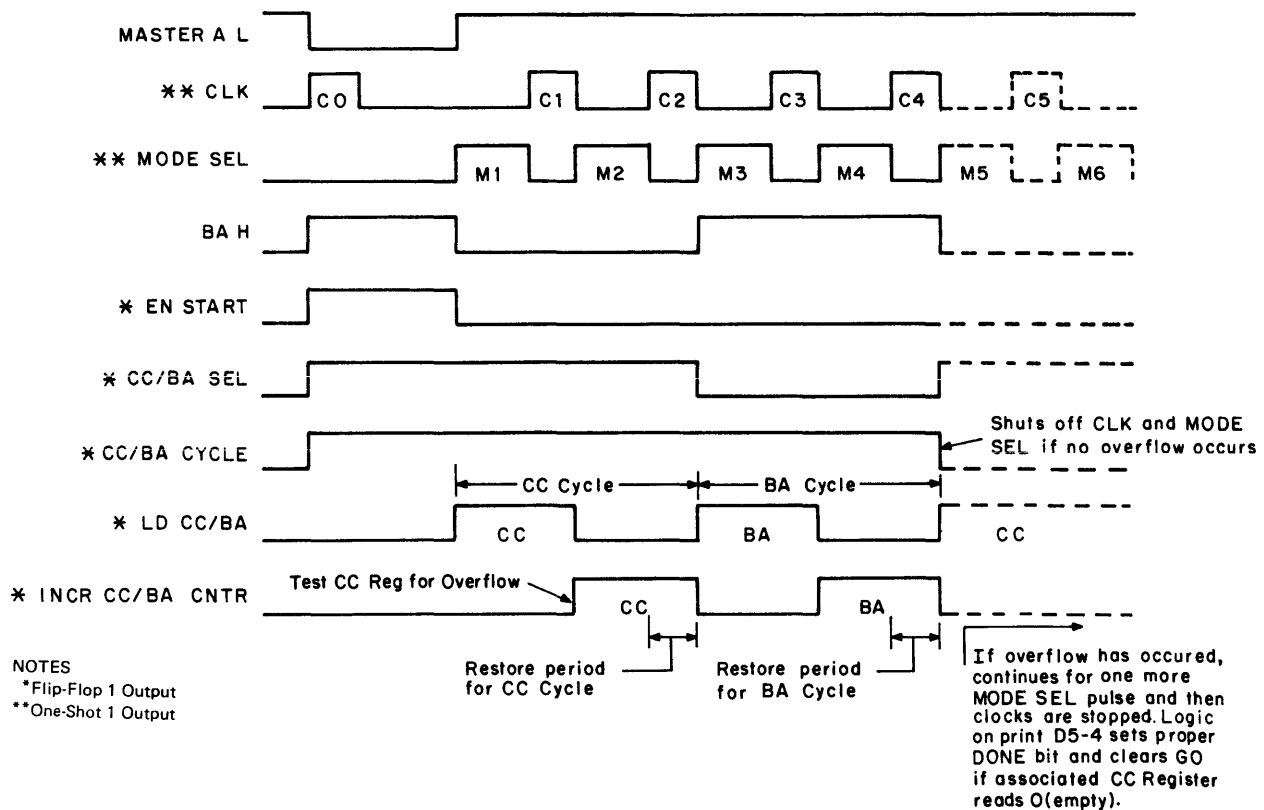 MASTER A L
** CLK
C0
C1
C2
C3
C4
C5
** MODE SEL
M1
M2
M3
M4
M5
M6
BA H
* EN START
* CC/BA SEL
* CC/BA CYCLE
Shuts off CLK and MODE
SEL if no overflow occurs
CC Cycle
BA Cycle
* LD CC/BA
CC
BA
CC
* INCR CC/BA CNTR
Test CC Reg for Overflow
CC
BA
Restore period
for CC Cycle
Restore period
for BA Cycle
If overflow has occured,
continues for one more
MODE SEL pulse and then
clocks are stopped. Logic
on print D5-4 sets proper
DONE bit and clears GO
if associated CC Register
reads O(empty).
NOTES
*Flip-Flop 1 Output
**One-Shot 1 Output